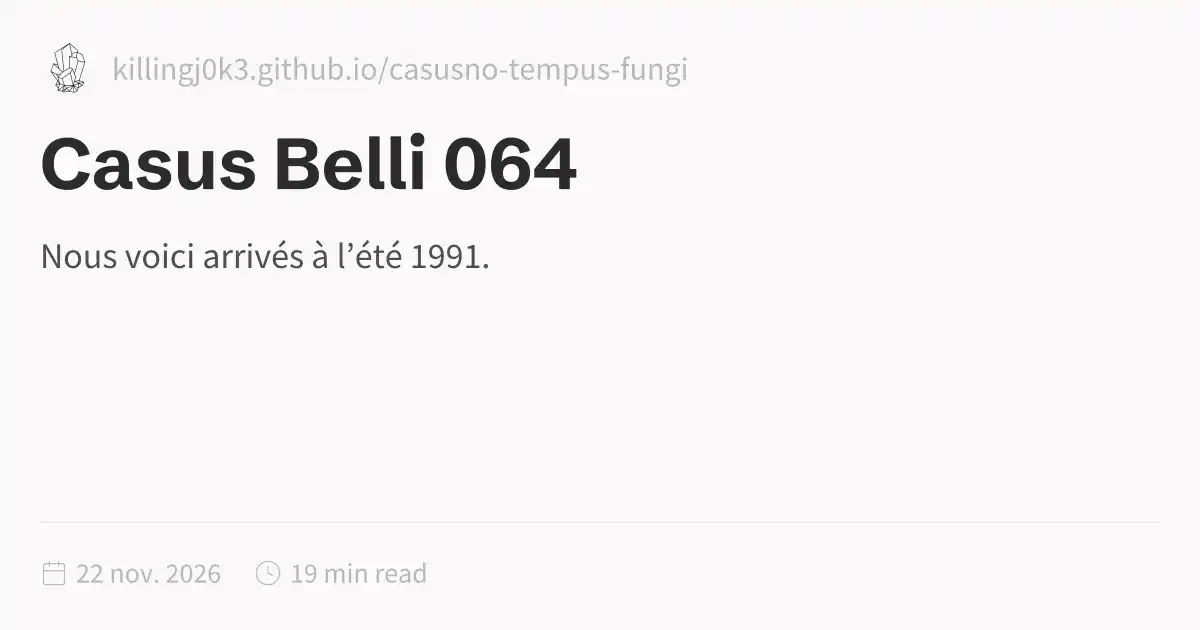 killingj0k3.github.io/casusno-tempus-fungi
Casus Belli 064
Nous voici arrivés à l’été 1991.
22 nov. 2026 19 min read